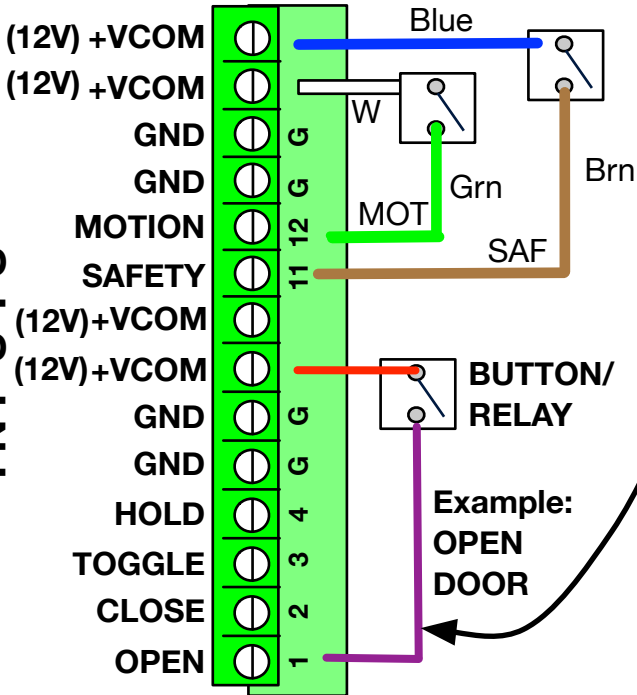 (12V) +VCOM
Blue
(12V) +VCOM
W
GND G
GND G
Grn
Brn
MOTION 12
MOT
SAFETY 11
SAF
(12V)+VCOM
(12V)+VCOM
BUTTON/
RELAY
GND G
GND G
HOLD 4
Example:
OPEN
DOOR
TOGGLE 3
CLOSE 2
OPEN 1